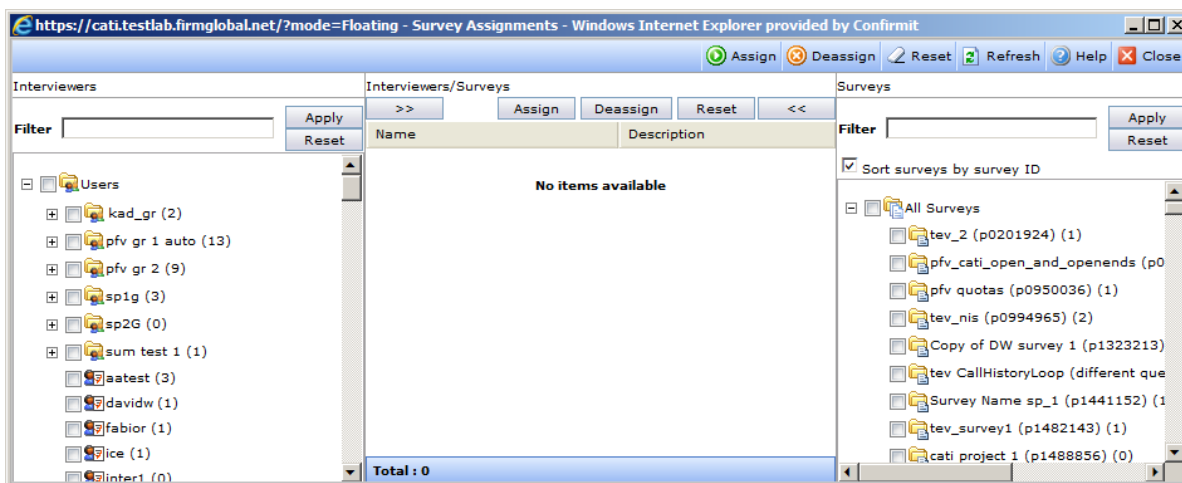 https://cati.testlab.firmglobal.net/?mode=Floating - Survey Assignments - Windows Internet Explorer provided by Confirmit
Assign Deassign Reset Refresh Help Close
Interviewers
Filter
Apply
Reset
Users
kad_gr (2)
pfv gr 1 auto (13)
pfv gr 2 (9)
sp1g (3)
sp2G (0)
sum test 1 (1)
aatest (3)
davidw (1)
fabior (1)
ice (1)
inter1 (0)
Interviewers/Surveys
>> Assign Deassign Reset <<
Name Description
No items available
Total : 0
Surveys
Filter
Apply
Reset
Sort surveys by survey ID
All Surveys
tev_2 (p0201924) (1)
pfv_cati_open_and_openends (p0
pfv quotas (p0950036) (1)
tev_nis (p0994965) (2)
Copy of DW survey 1 (p1323213)
tev CallHistoryLoop (different que
Survey Name sp_1 (p1441152) (1
tev_survey1 (p1482143) (1)
cati project 1 (p1488856) (0)